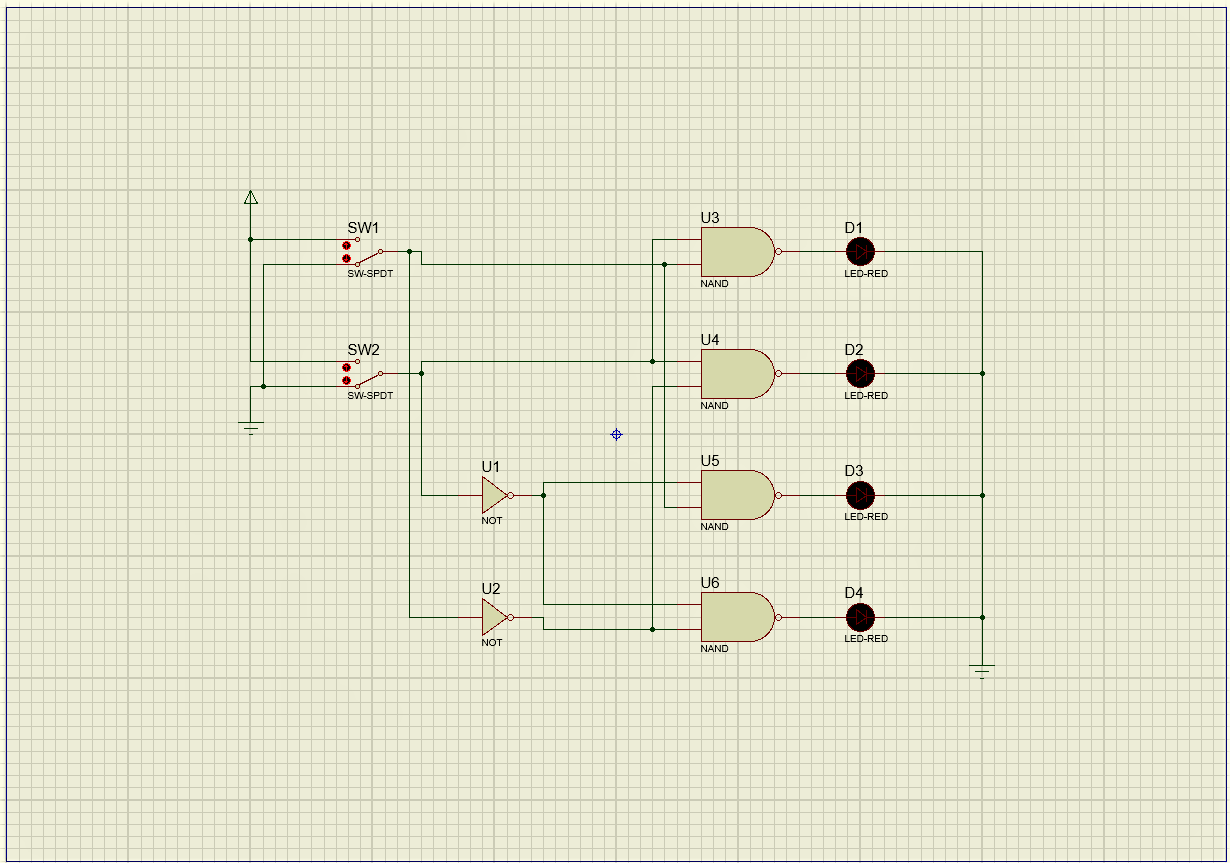 SW1
SW-SPDT
SW2
SW-SPDT
U1
NOT
U2
NOT
U3
NAND
U4
NAND
U5
NAND
U6
NAND
D1
LED-RED
D2
LED-RED
D3
LED-RED
D4
LED-RED